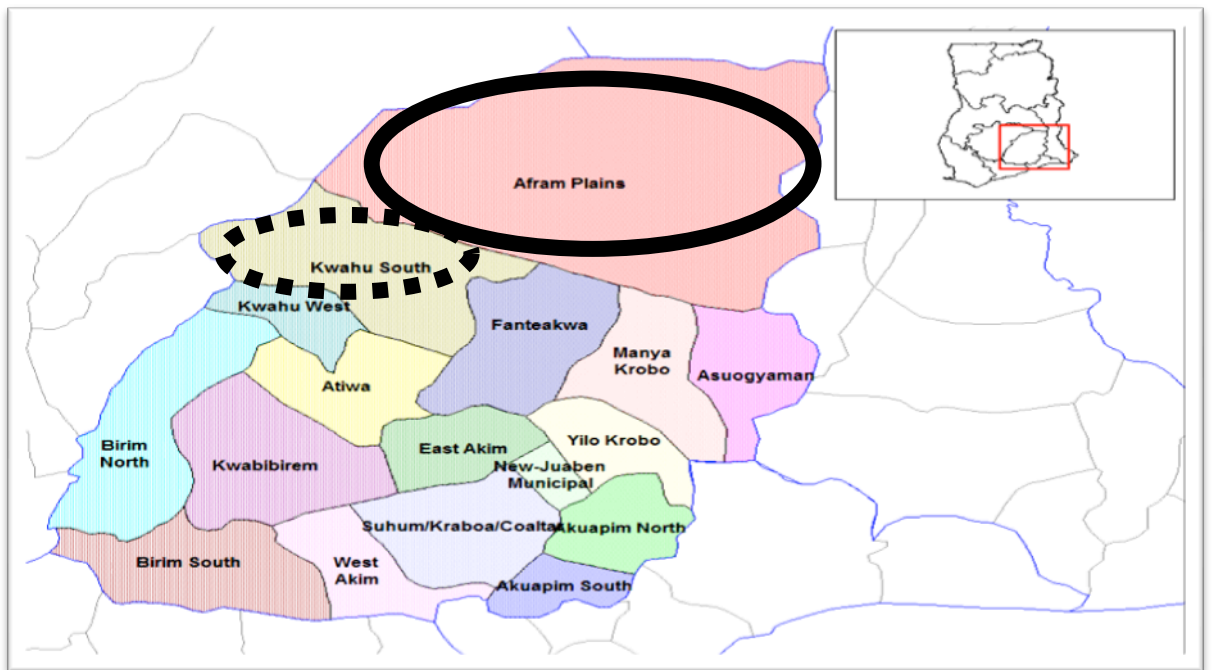 Afram Plains
Kwahu South
Kwahu West
Fanteakwa
Manya
Krobo
Asuogyaman
Atiwa
Birim
North
Kwabibirem
East Akim
Yilo Krobo
New-Juaben
Municipal
Suhum/Kraboa/Coalta
Akuapim North
Birim South
West
Akim
Akuapim South